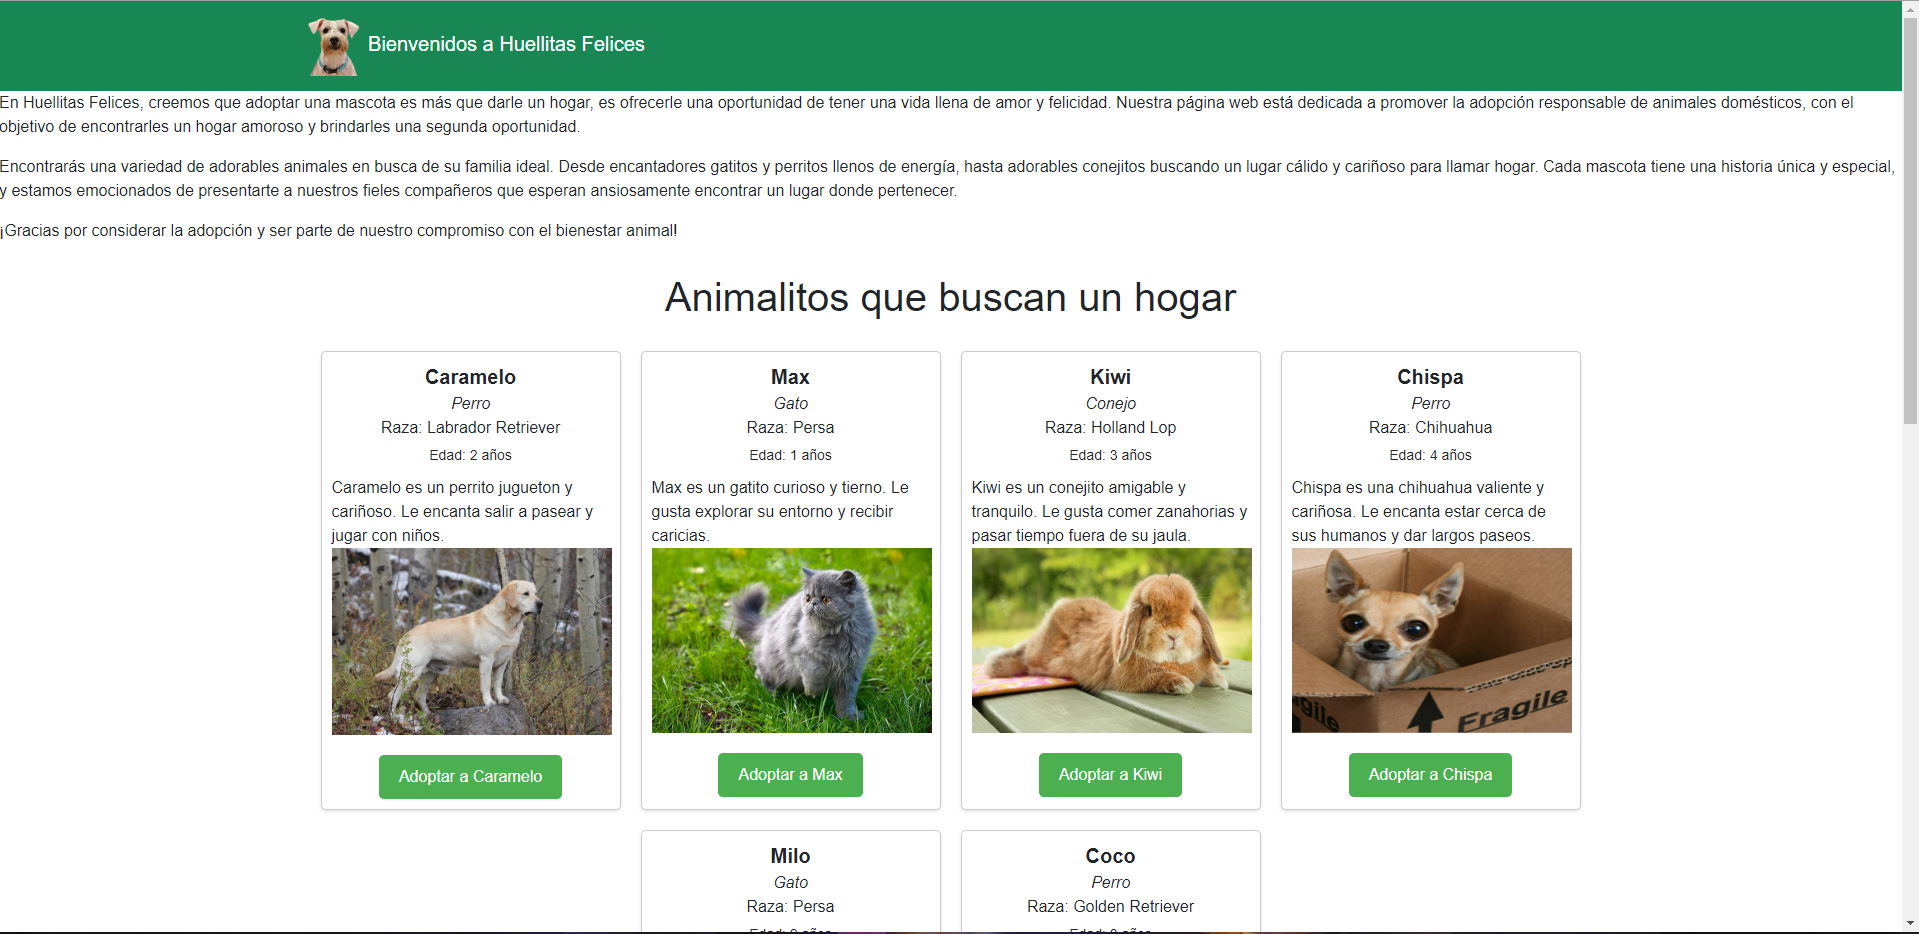 Bienvenidos a Huellitas Felices
En Huellitas Felices, creemos que adoptar una mascota es más que darle un hogar, es ofrecerle una oportunidad de tener una vida llena de amor y felicidad. Nuestra página web está dedicada a promover la adopción responsable de animales domésticos, con el
objetivo de encontrarles un hogar amoroso y brindarles una segunda oportunidad.
Encontrarás una variedad de adorables animales en busca de su familia ideal. Desde encantadores gatitos y perritos llenos de energía, hasta adorables conejitos buscando un lugar cálido y cariñoso para llamar hogar. Cada mascota tiene una historia única y especial,
y estamos emocionados de presentarte a nuestros fieles compañeros que esperan ansiosamente encontrar un lugar donde pertenecer.
¡Gracias por considerar la adopción y ser parte de nuestro compromiso con el bienestar animal!
Animalitos que buscan un hogar
Caramelo
Perro
Raza: Labrador Retriever
Edad: 2 años
Caramelo es un perrito jugueton y
cariñoso. Le encanta salir a pasear y
jugar con niños.
Adoptar a Caramelo
Max
Gato
Raza: Persa
Edad: 1 años
Max es un gatito curioso y tierno. Le
gusta explorar su entorno y recibir
caricias.
Adoptar a Max
Kiwi
Conejo
Raza: Holland Lop
Edad: 3 años
Kiwi es un conejito amigable y
tranquilo. Le gusta comer zanahorias y
pasar tiempo fuera de su jaula.
Adoptar a Kiwi
Chispa
Perro
Raza: Chihuahua
Edad: 4 años
Chispa es una chihuahua valiente y
cariñosa. Le encanta estar cerca de
sus humanos y dar largos paseos.
agile
Fragile
Adoptar a Chispa
Milo
Gato
Raza: Persa
Coco
Perro
Raza: Golden Retriever